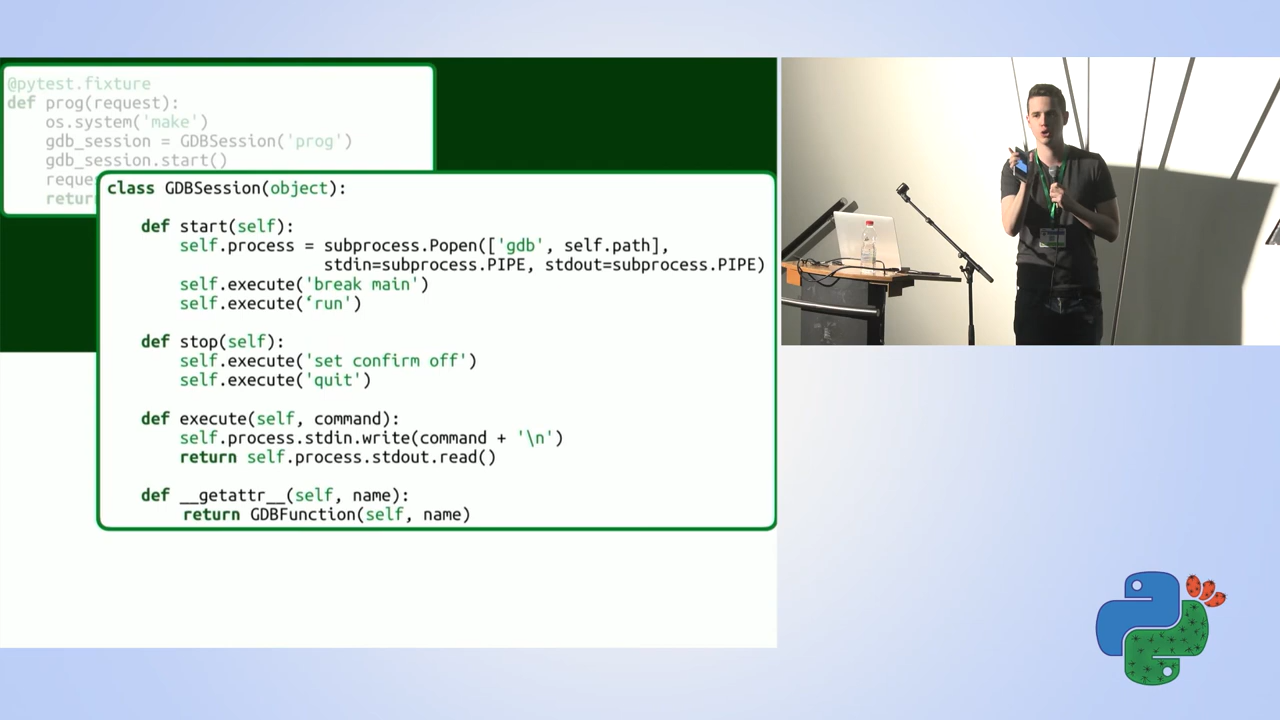 @pytest.fixture
def prog(request):
    os.system('make')
    gdb_session = GDBSession('prog')
    gdb_session.start()
    reque
    retur
class GDBSession(object):
    def start(self):
        self.process = subprocess.Popen(['gdb', self.path],
                       stdin=subprocess.PIPE, stdout=subprocess.PIPE)
        self.execute('break main')
        self.execute(‘run')
    def stop(self):
        self.execute('set confirm off')
        self.execute('quit')
    def execute(self, command):
        self.process.stdin.write(command + '\n')
        return self.process.stdout.read()
    def __getattr__(self, name):
        return GDBFunction(self, name)